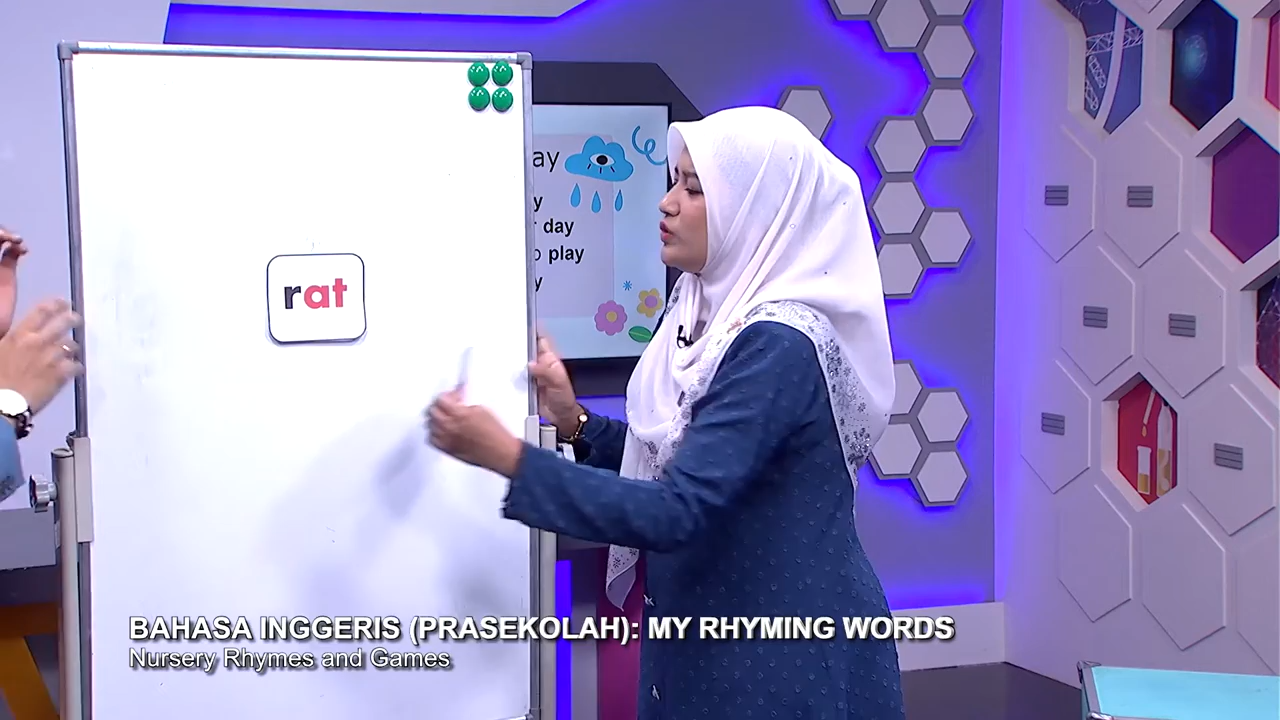 rat
ay
y
r day
o play
y
BAHASA INGGERIS (PRASEKOLAH): MY RHYMING WORDS
Nursery Rhymes and Games